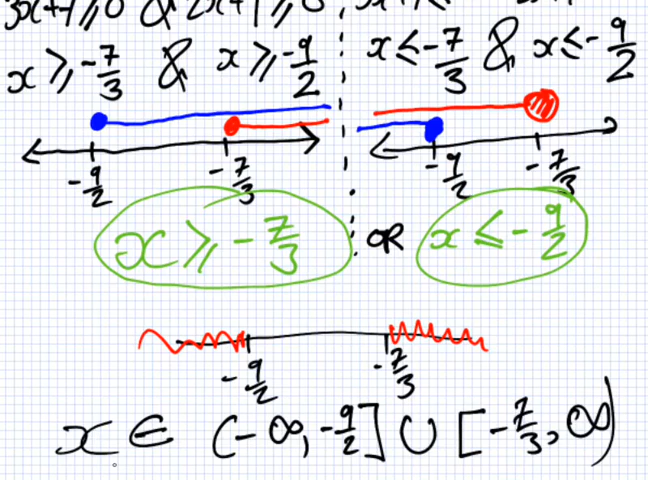 x ≥ -7/3 & x ≥ -9/2
x ≤ -7/3 & x ≤ -9/2
-9/2 -7/3
-9/2 -7/3
x ≥ -7/3 OR x ≤ -9/2
-9/2 -7/3
x ∈ (-∞, -9/2] ∪ [-7/3, ∞)